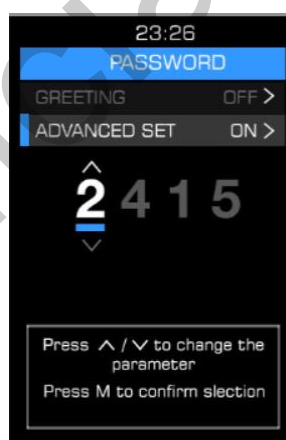 23:26
PASSWORD
GREETING OFF >
ADVANCED SET ON >
2 4 1 5
Press ∧ / ∨ to change the
parameter
Press M to confirm slection